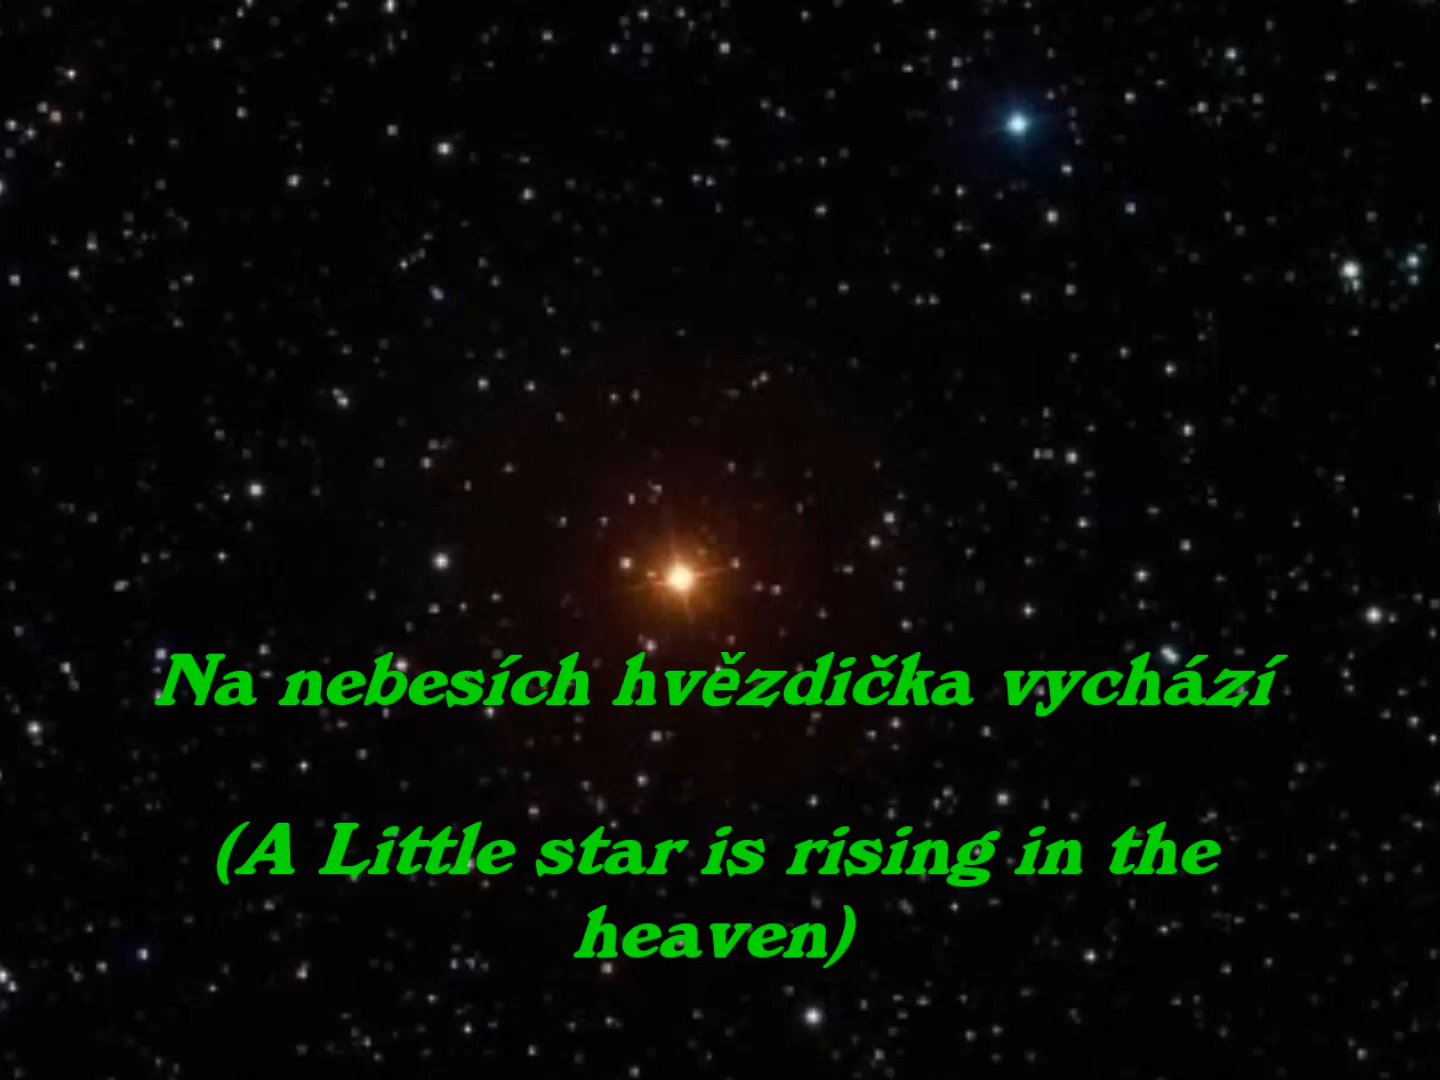 Na nebesích hvězdička vychází
(A Little star is rising in the
heaven)